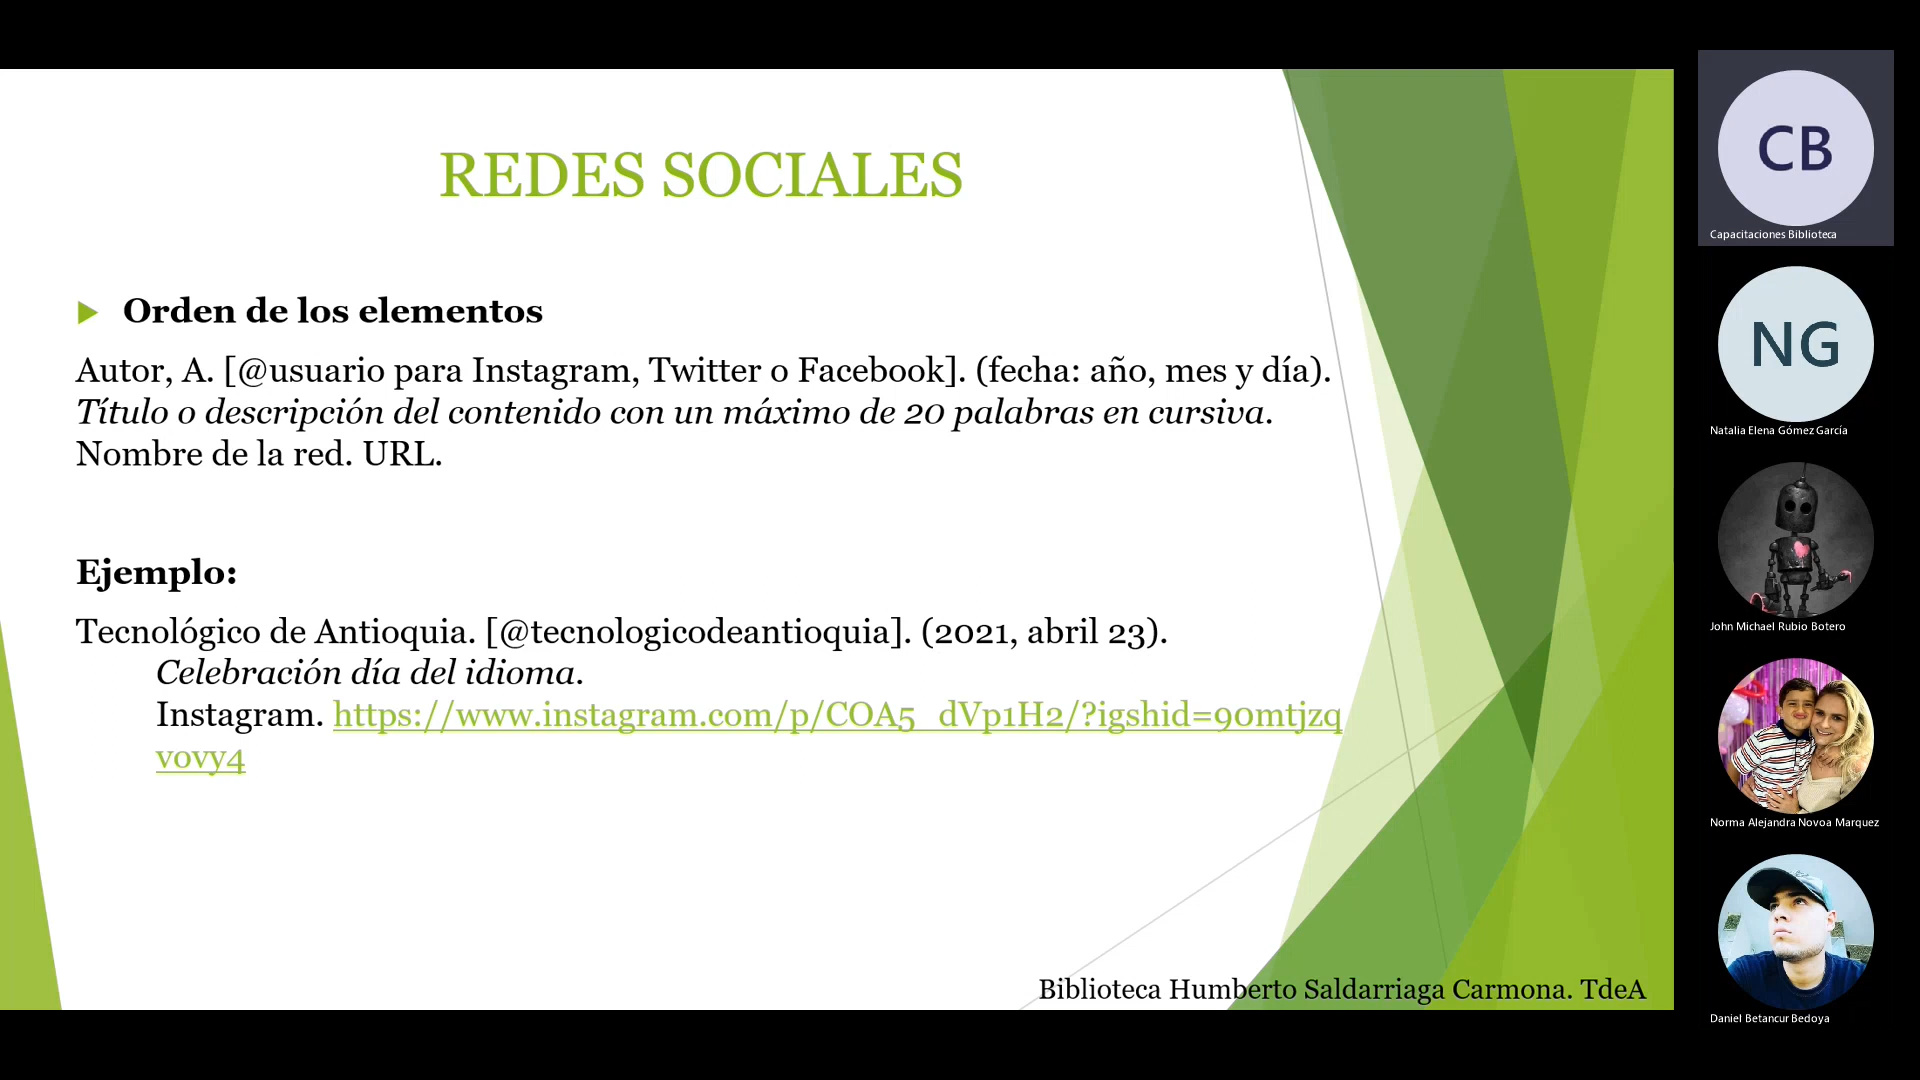 REDES SOCIALES
Orden de los elementos
Autor, A. [@usuario para Instagram, Twitter o Facebook]. (fecha: año, mes y día).
Título o descripción del contenido con un máximo de 20 palabras en cursiva.
Nombre de la red. URL.
Ejemplo:
Tecnológico de Antioquia. [@tecnologicodeantioquia]. (2021, abril 23).
Celebración día del idioma.
Instagram. https://www.instagram.com/p/COA5_dVp1H2/?igshid=90mtjzq
vovy4
Biblioteca Humberto Saldarriaga Carmona. TdeA
CB
Capacitaciones Biblioteca
NG
Natalia Elena Gómez García
John Michael Rubio Botero
Norma Alejandra Novoa Marquez
Daniel Betancur Bedoya